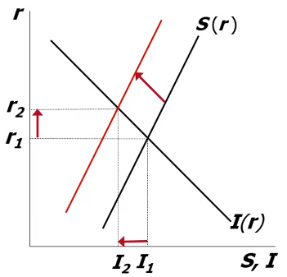 r
S(r)
r2
r1
I(r)
I2 I1
S, I